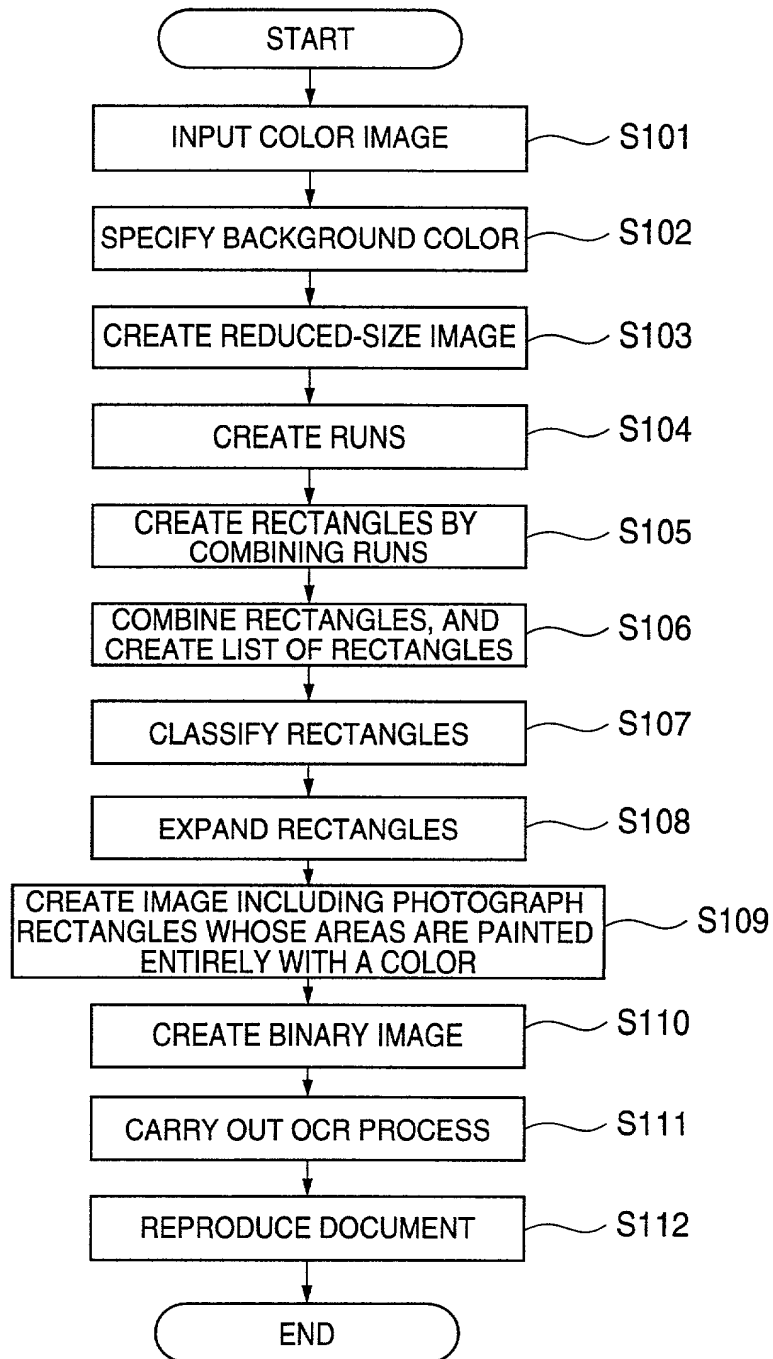 START
INPUT COLOR IMAGE
S101
SPECIFY BACKGROUND COLOR
S102
CREATE REDUCED-SIZE IMAGE
S103
CREATE RUNS
S104
CREATE RECTANGLES BY
COMBINING RUNS
S105
COMBINE RECTANGLES, AND
CREATE LIST OF RECTANGLES
S106
CLASSIFY RECTANGLES
S107
EXPAND RECTANGLES
S108
CREATE IMAGE INCLUDING PHOTOGRAPH
RECTANGLES WHOSE AREAS ARE PAINTED
ENTIRELY WITH A COLOR
S109
CREATE BINARY IMAGE
S110
CARRY OUT OCR PROCESS
S111
REPRODUCE DOCUMENT
S112
END